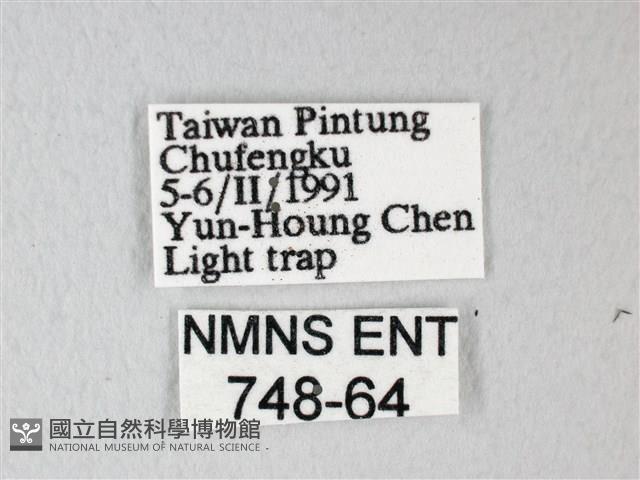 Taiwan Pintung
Chufengku
5-6/II/1991
Yun-Houng Chen
Light trap
NMNS ENT
748-64
國立自然科學博物館
NATIONAL MUSEUM OF NATURAL SCIENCE -